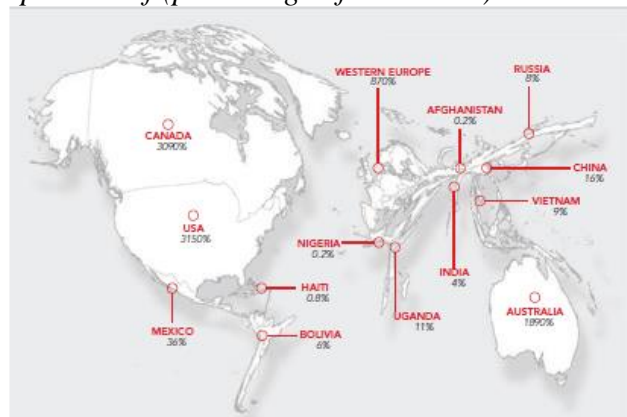 WESTERN EUROPE
870%
RUSSIA
8%
AFGHANISTAN
0.2%
CANADA
3090%
CHINA
16%
VIETNAM
9%
USA
3150%
NIGERIA
0.2%
INDIA
4%
HAITI
0.8%
UGANDA
11%
AUSTRALIA
1890%
MEXICO
36%
BOLIVIA
6%